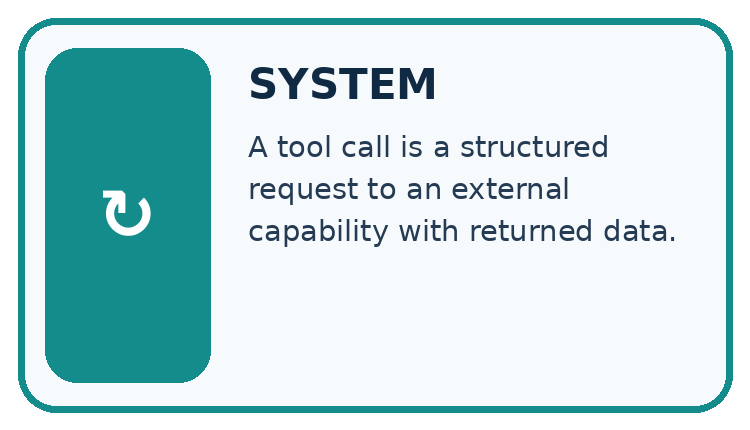 SYSTEM
A tool call is a structured
request to an external
capability with returned data.